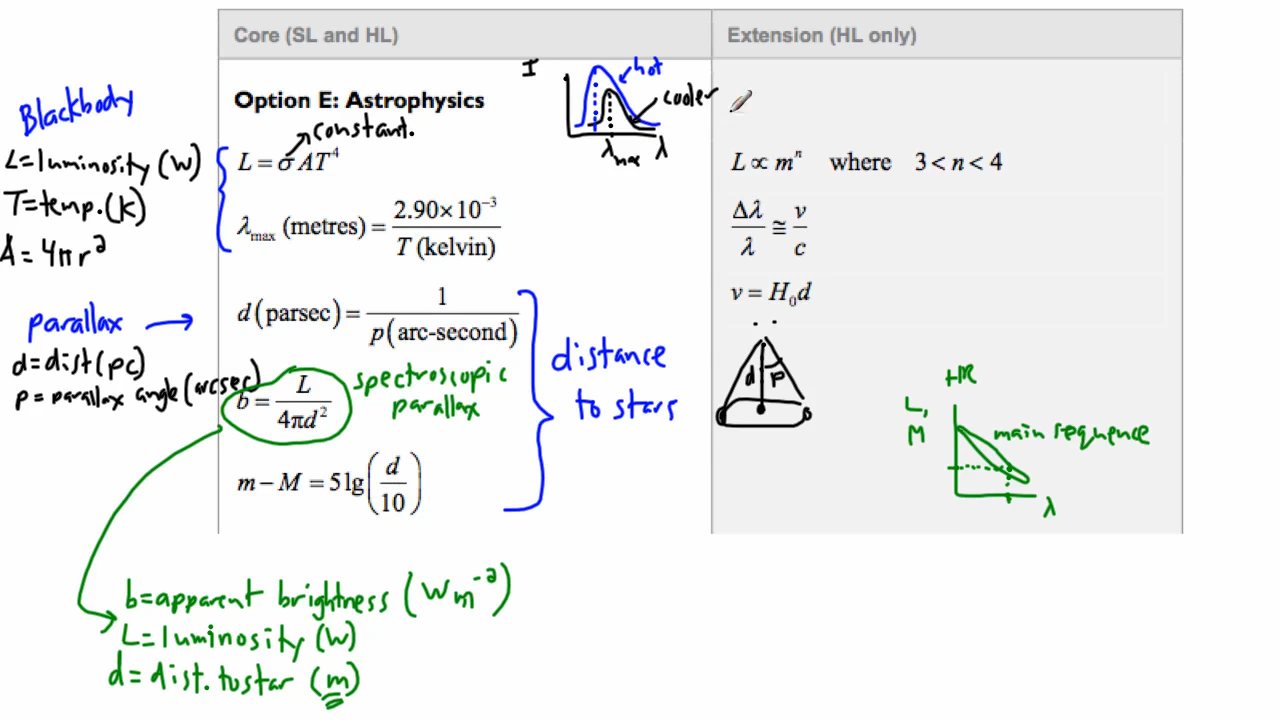 Core (SL and HL)
Extension (HL only)
I
hot
cooler
λmax λ
Option E: Astrophysics
constant.
Blackbody
L=luminosity (W)
T=temp.(K)
A = 4πr²
L = σAT⁴
λmax (metres) = 2.90×10⁻³ / T (kelvin)
L ∝ mⁿ where 3 < n < 4
Δλ/λ ≅ v/c
v = H₀d
parallax →
d=dist(pc)
p = parallax angle (arcsec)
d (parsec) = 1 / p(arc-second)
b = L / 4πd²
spectroscopic
parallax
m − M = 5 lg(d/10)
distance
to stars
d p
L,
M
main sequence
λ
b=apparent brightness (Wm⁻²)
L=luminosity (W)
d= dist. to star (m)